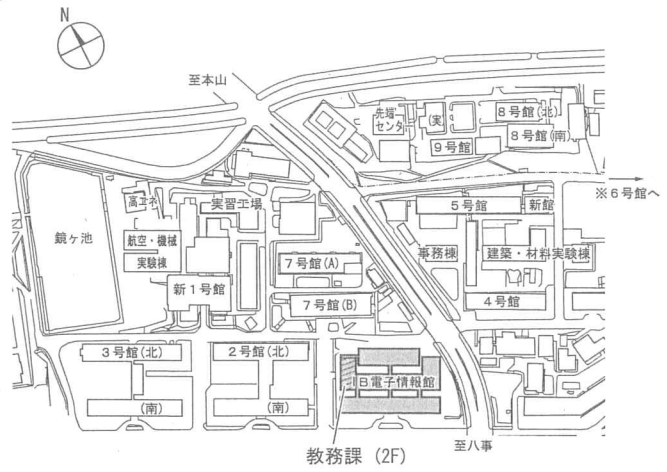 N
至本山
先端
センタ
(実)
8号館(北)
8号館(南)
9号館
※6号館へ
高エネ
実習工場
5号館
新館
鏡ヶ池
航空・機械
実験棟
7号館(A)
事務棟
建築・材料実験棟
新1号館
7号館(B)
4号館
3号館(北)
2号館(北)
IB電子情報館
(南)
(南)
至八事
教務課(2F)